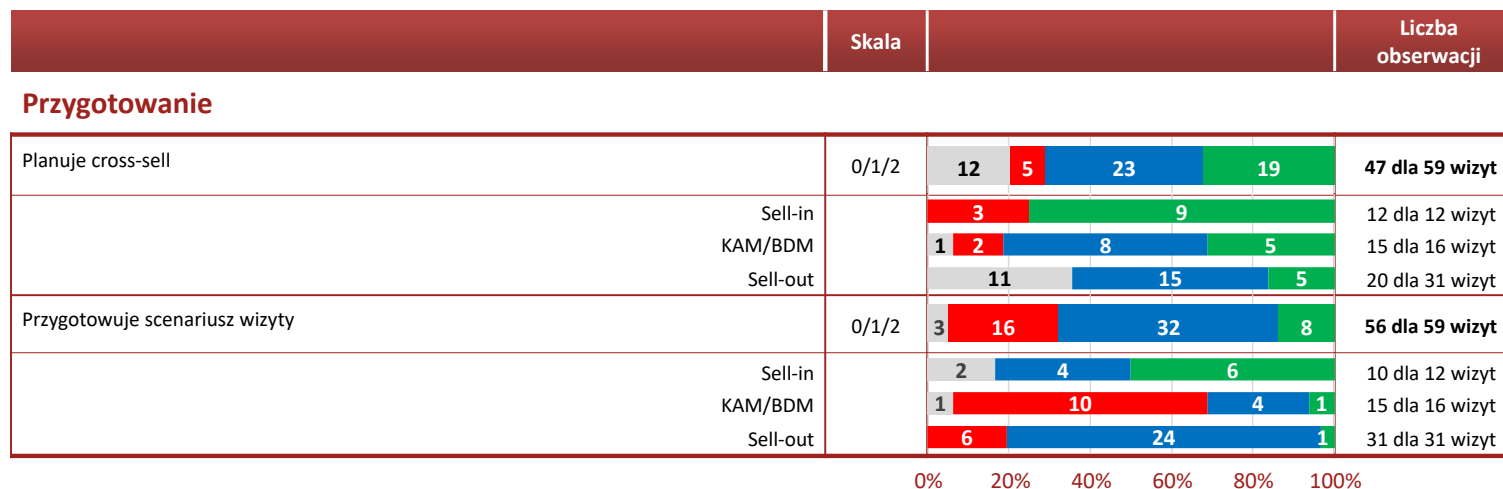 Skala
Liczba
obserwacji
Przygotowanie
Planuje cross-sell 0/1/2 12 5 23 19 47 dla 59 wizyt
Sell-in 3 9 12 dla 12 wizyt
KAM/BDM 1 2 8 5 15 dla 16 wizyt
Sell-out 11 15 5 20 dla 31 wizyt
Przygotowuje scenariusz wizyty 0/1/2 3 16 32 8 56 dla 59 wizyt
Sell-in 2 4 6 10 dla 12 wizyt
KAM/BDM 1 10 4 1 15 dla 16 wizyt
Sell-out 6 24 1 31 dla 31 wizyt
0% 20% 40% 60% 80% 100%